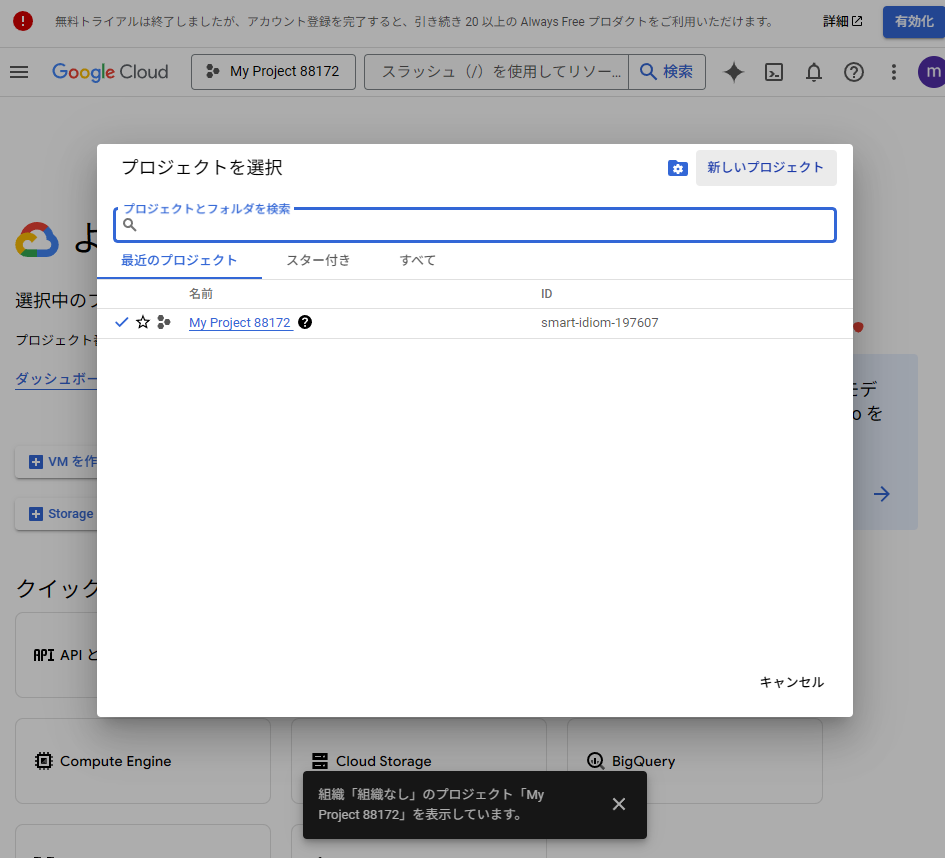 無料トライアルは終了しましたが、アカウント登録を完了すると、引き続き 20 以上の Always Free プロダクトをご利用いただけます。
詳細
有効化
Google Cloud
My Project 88172
スラッシュ（/）を使用してリソー...
検索
m
プロジェクトを選択
新しいプロジェクト
プロジェクトとフォルダを検索
最近のプロジェクト
スター付き
すべて
名前
ID
My Project 88172
smart-idiom-197607
キャンセル
よ
選択中のプ
プロジェクト番
ダッシュボー
VM を作
Storage
モデ
o を
クイック
API と
Compute Engine
Cloud Storage
BigQuery
組織「組織なし」のプロジェクト「My
Project 88172」を表示しています。